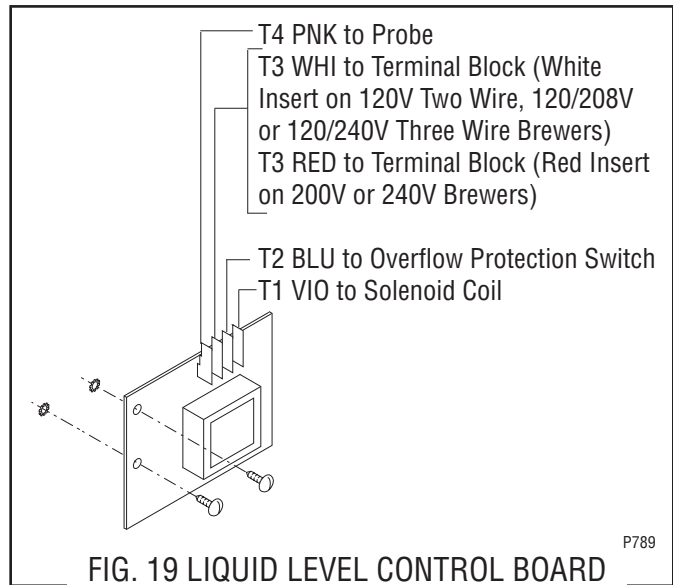 T4 PNK to Probe
T3 WHI to Terminal Block (White
Insert on 120V Two Wire, 120/208V
or 120/240V Three Wire Brewers)
T3 RED to Terminal Block (Red Insert
on 200V or 240V Brewers)
T2 BLU to Overflow Protection Switch
T1 VIO to Solenoid Coil
P789
FIG. 19 LIQUID LEVEL CONTROL BOARD